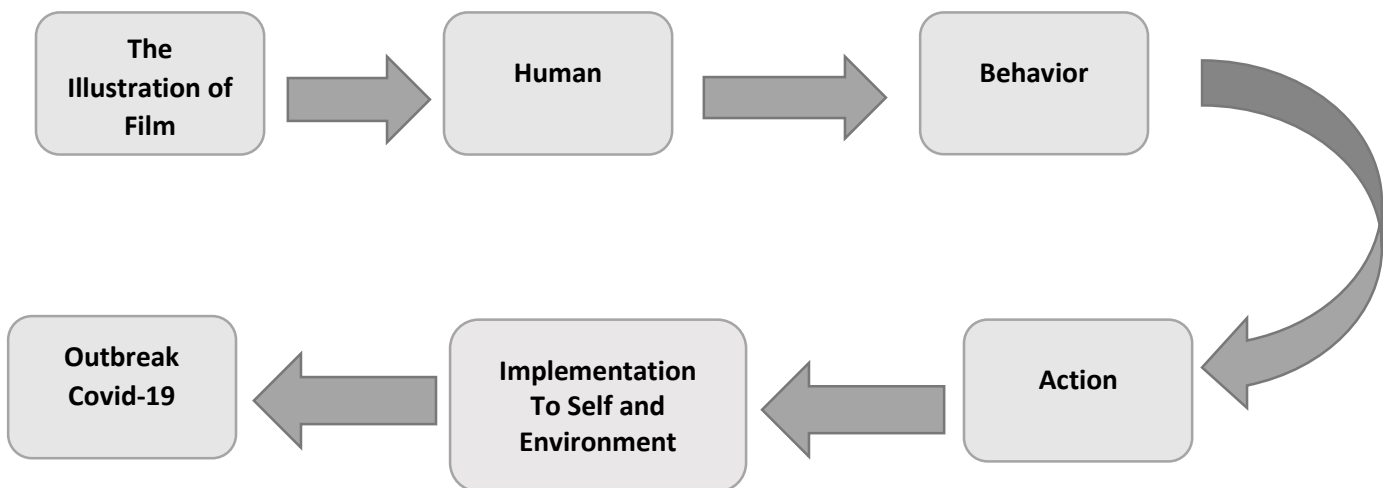 The
Illustration of
Film
Human
Behavior
Action
Implementation
To Self and
Environment
Outbreak
Covid-19